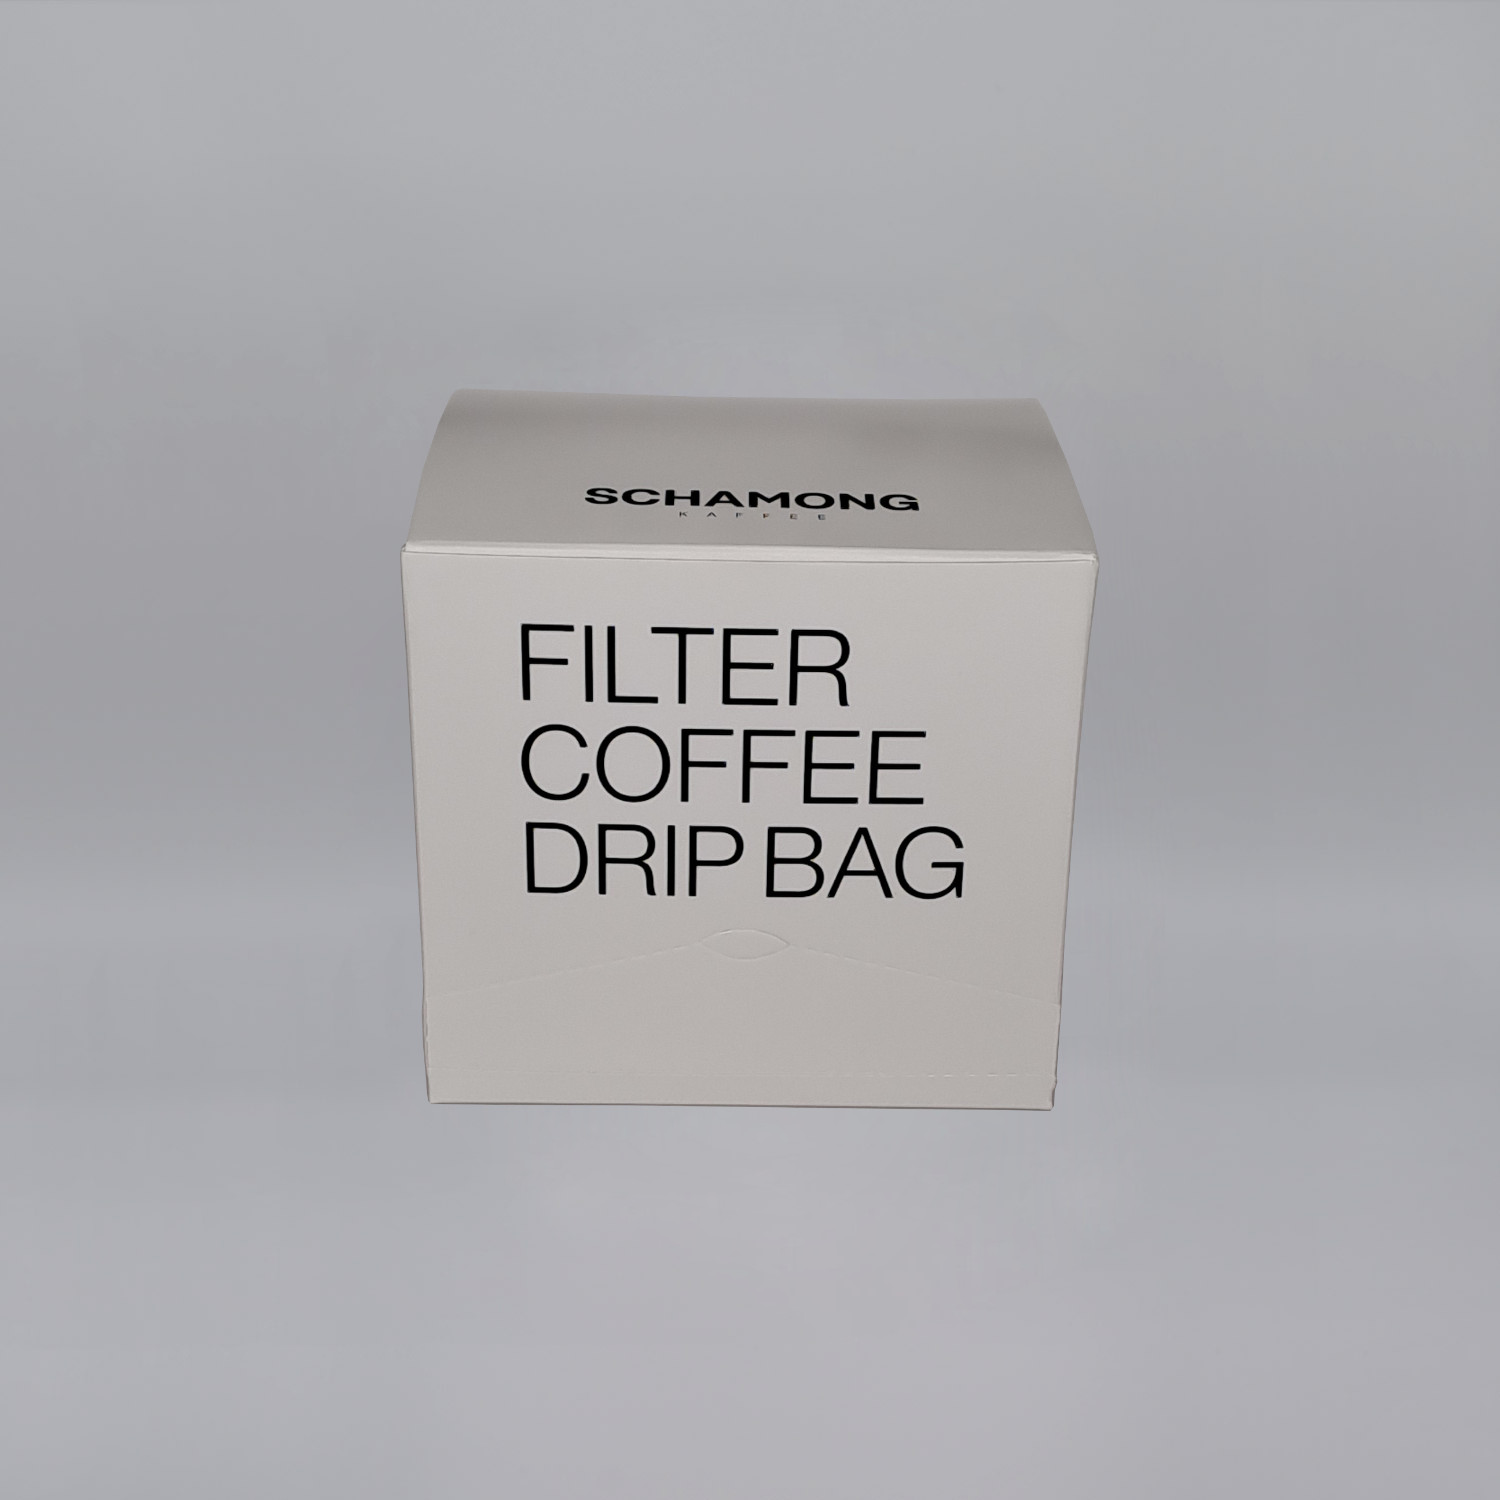 SCHAMONG
KAFFEE
FILTER
COFFEE
DRIP BAG